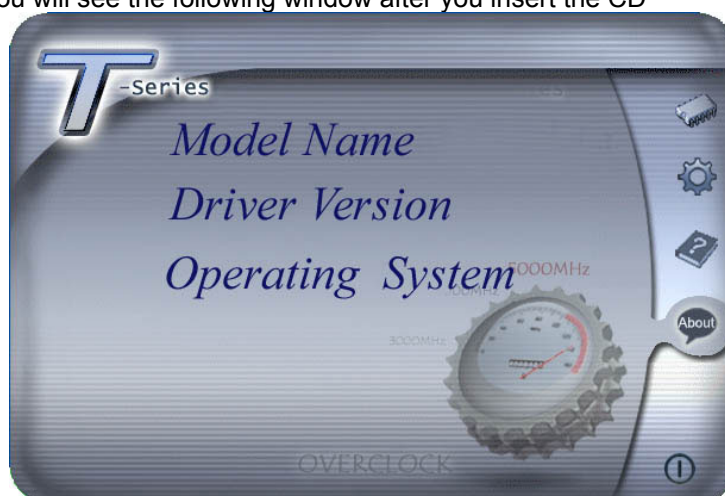 ou will see the following window after you insert the CD
T-Series
Model Name
Driver Version
Operating System
5000MHz
3000MHz
About
OVERCLOCK